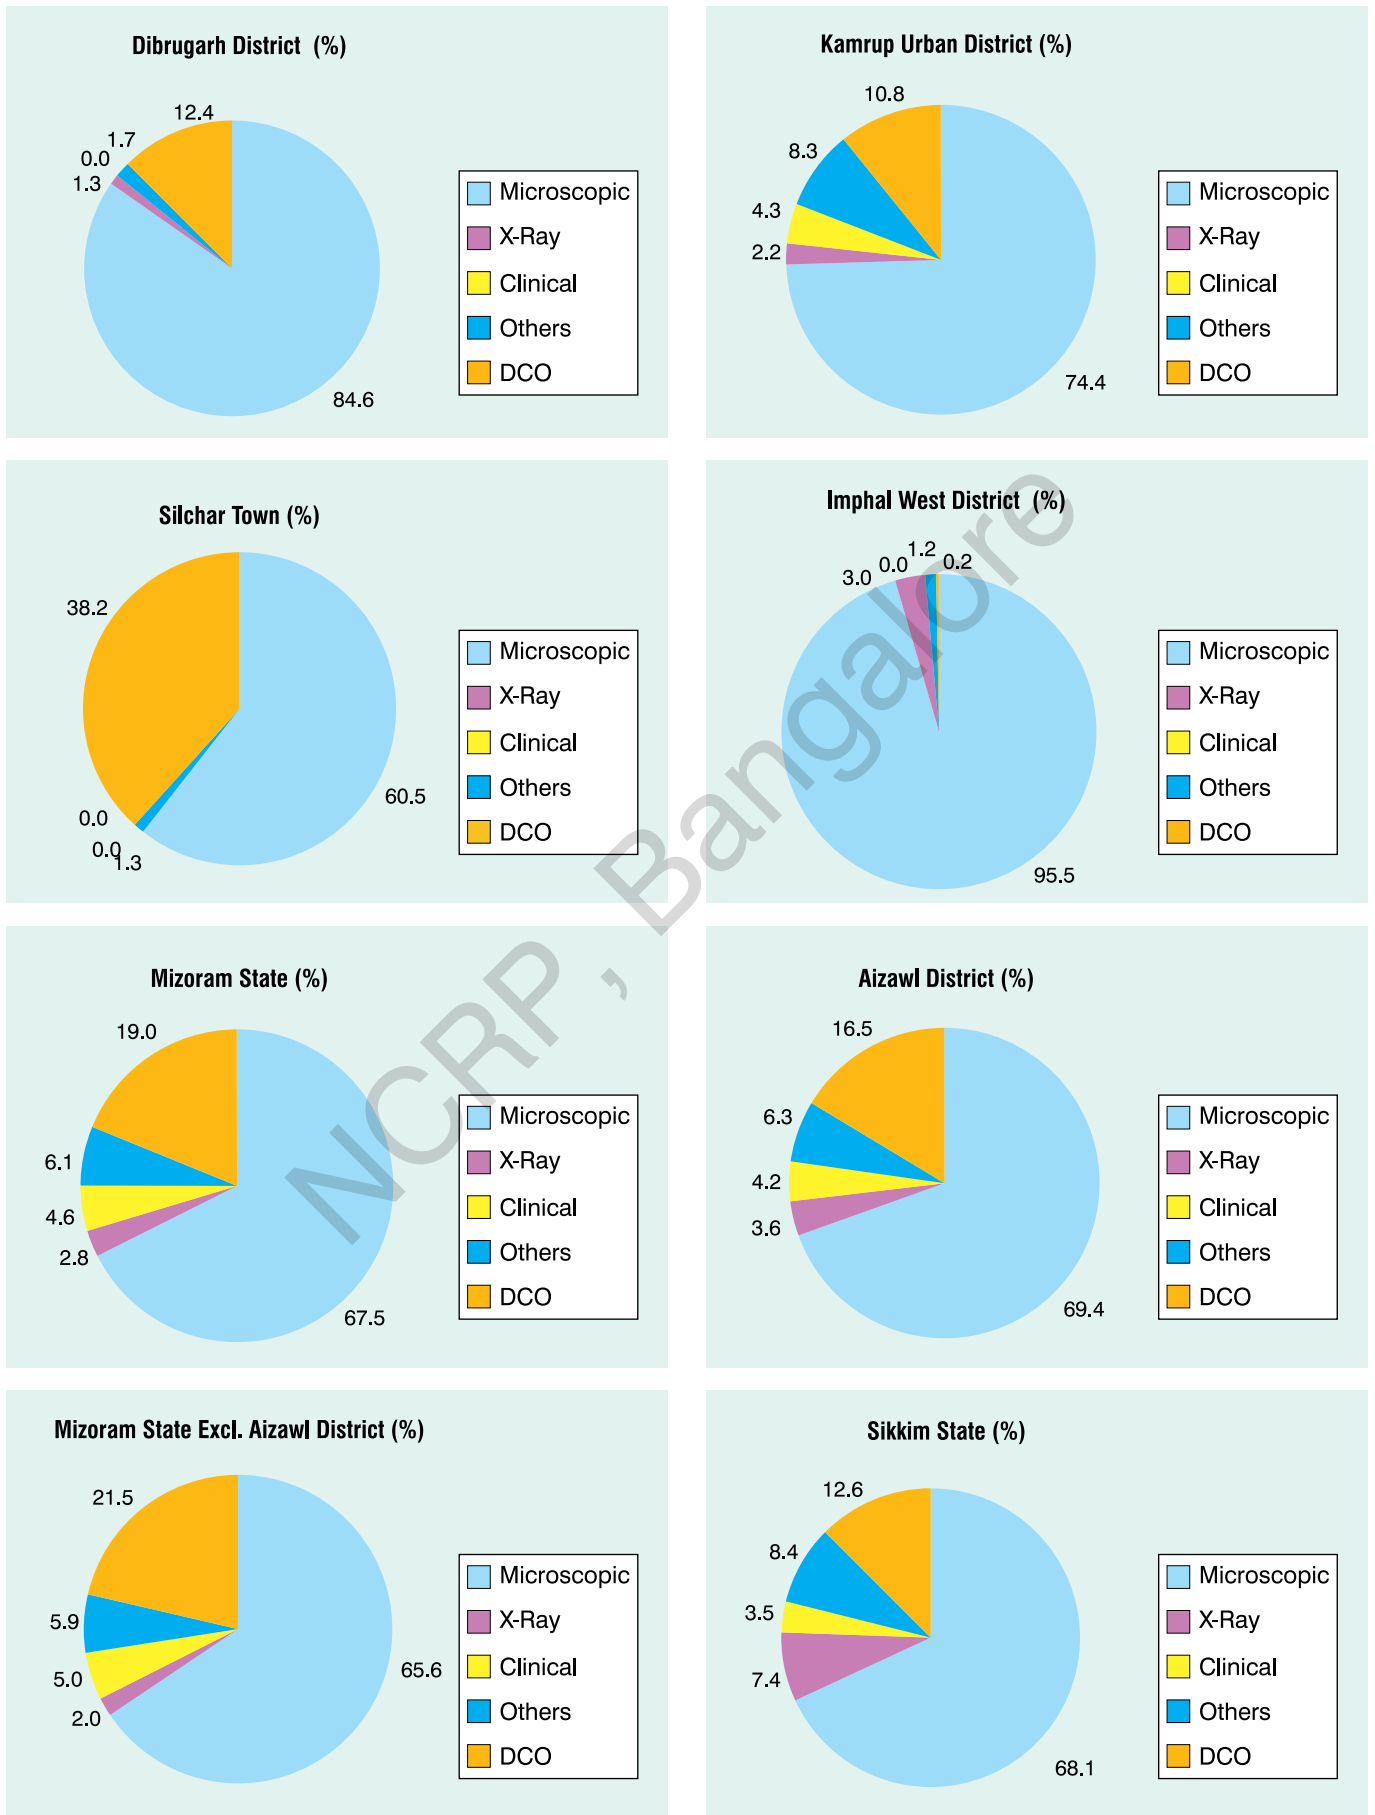 Dibrugarh District (%)
12.4
1.7
0.0
1.3
84.6
Microscopic
X-Ray
Clinical
Others
DCO
Kamrup Urban District (%)
10.8
8.3
4.3
2.2
74.4
Microscopic
X-Ray
Clinical
Others
DCO
Silchar Town (%)
38.2
0.0
0.0
1.3
60.5
Microscopic
X-Ray
Clinical
Others
DCO
Imphal West District (%)
1.2
0.2
0.0
3.0
95.5
Microscopic
X-Ray
Clinical
Others
DCO
Mizoram State (%)
19.0
6.1
4.6
2.8
67.5
Microscopic
X-Ray
Clinical
Others
DCO
Aizawl District (%)
16.5
6.3
4.2
3.6
69.4
Microscopic
X-Ray
Clinical
Others
DCO
Mizoram State Excl. Aizawl District (%)
21.5
5.9
5.0
2.0
65.6
Microscopic
X-Ray
Clinical
Others
DCO
Sikkim State (%)
12.6
8.4
3.5
7.4
68.1
Microscopic
X-Ray
Clinical
Others
DCO
NCRP , Bangalore